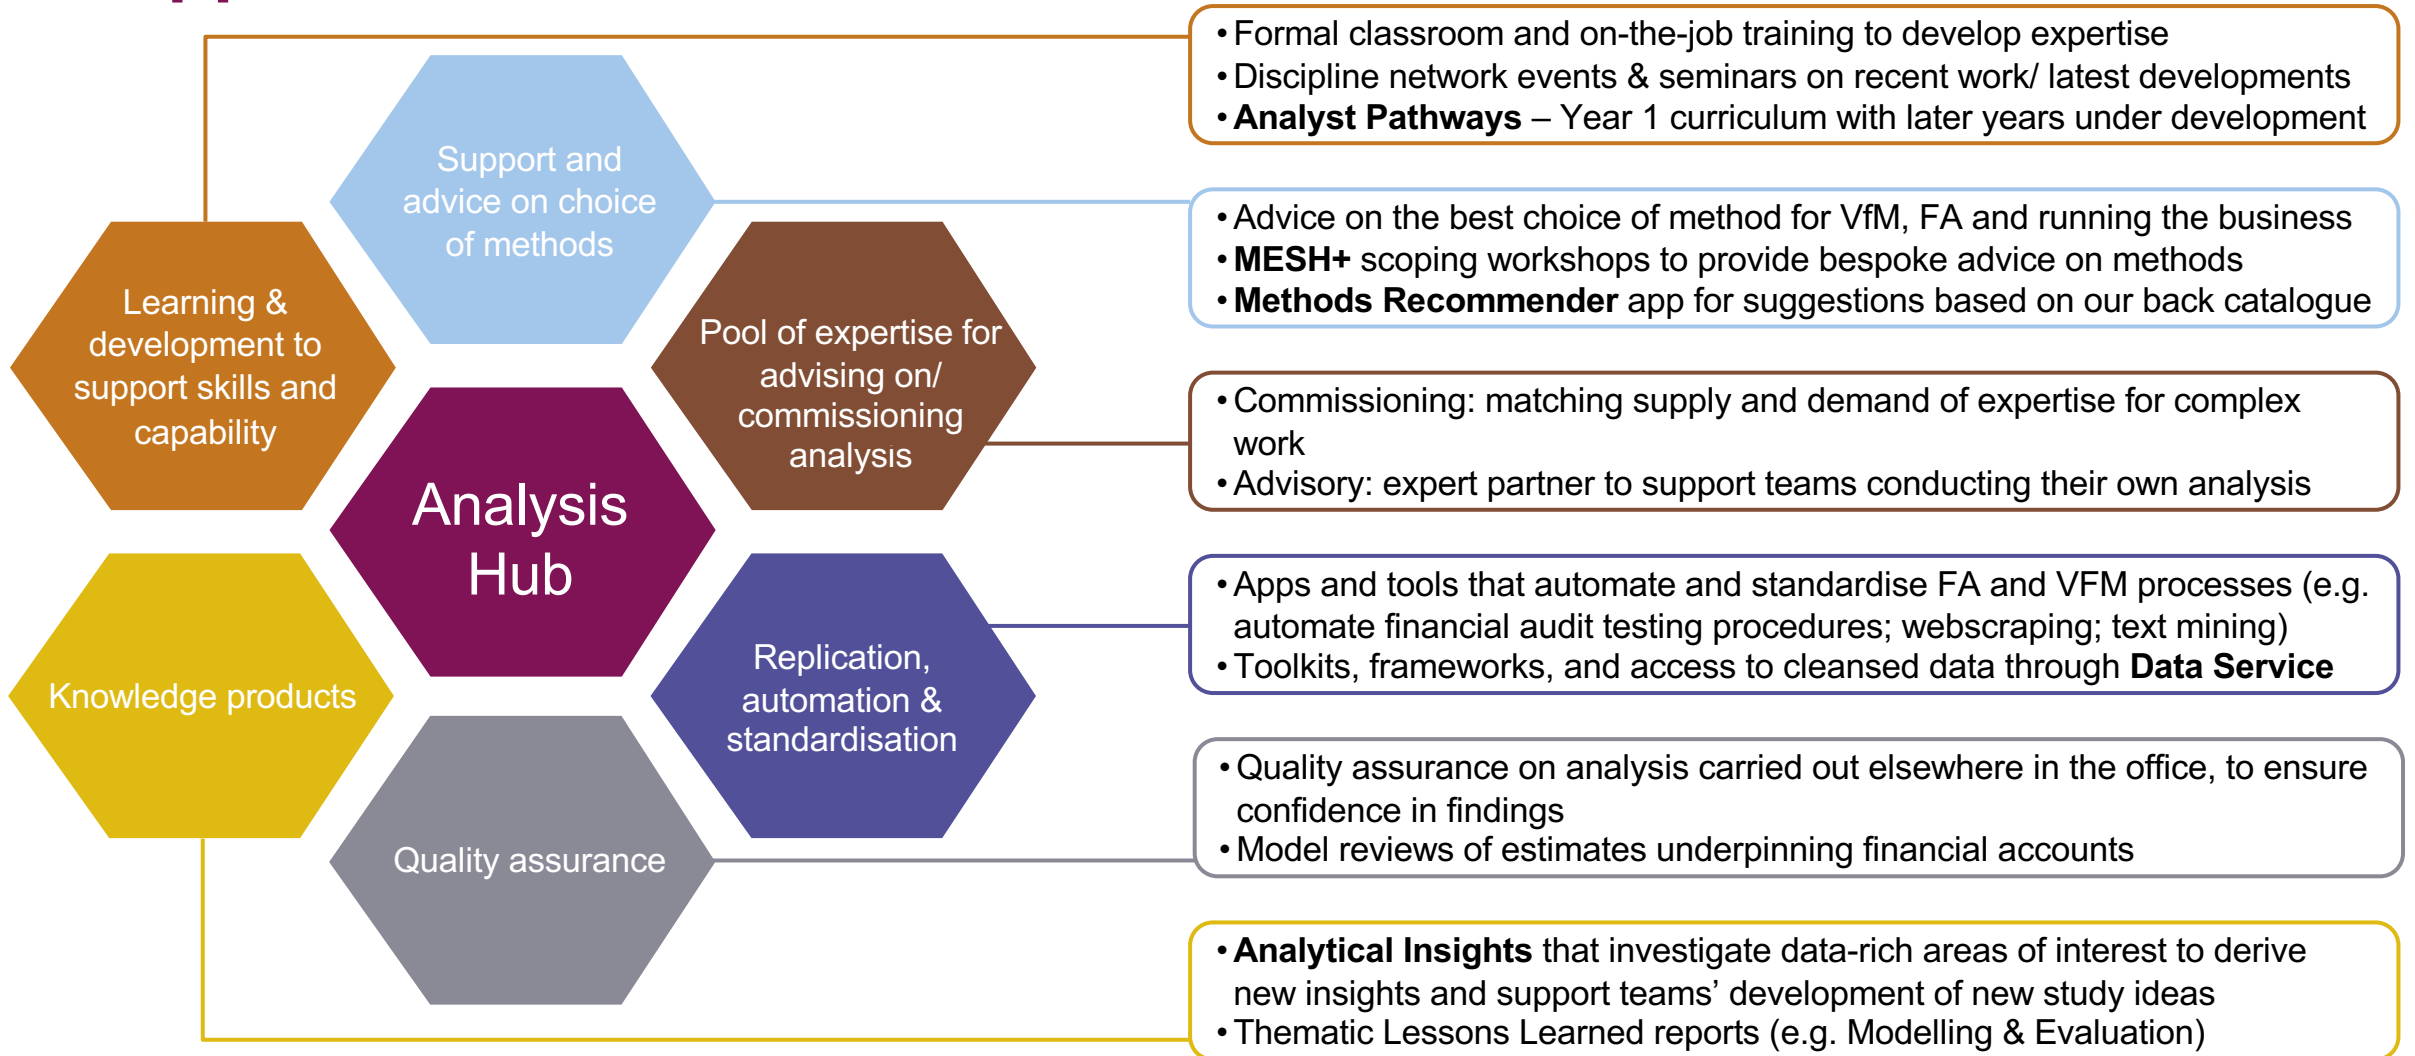 • Formal classroom and on-the-job training to develop expertise
• Discipline network events & seminars on recent work/ latest developments
• Analyst Pathways – Year 1 curriculum with later years under development
Support and
advice on choice
of methods
• Advice on the best choice of method for VfM, FA and running the business
• MESH+ scoping workshops to provide bespoke advice on methods
• Methods Recommender app for suggestions based on our back catalogue
Learning &
development to
support skills and
capability
Pool of expertise for
advising on/
commissioning
analysis
• Commissioning: matching supply and demand of expertise for complex
work
• Advisory: expert partner to support teams conducting their own analysis
Analysis
Hub
Replication,
automation &
standardisation
• Apps and tools that automate and standardise FA and VFM processes (e.g.
automate financial audit testing procedures; webscraping; text mining)
• Toolkits, frameworks, and access to cleansed data through Data Service
Knowledge products
Quality assurance
• Quality assurance on analysis carried out elsewhere in the office, to ensure
confidence in findings
• Model reviews of estimates underpinning financial accounts
• Analytical Insights that investigate data-rich areas of interest to derive
new insights and support teams’ development of new study ideas
• Thematic Lessons Learned reports (e.g. Modelling & Evaluation)